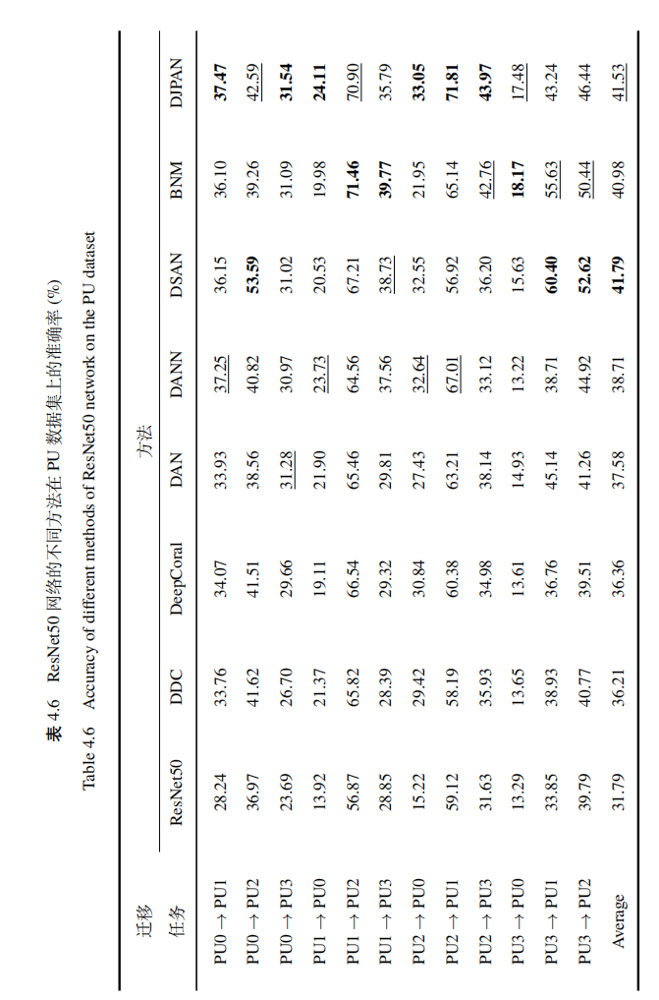 表 4.6 ResNet50 网络的不同方法在 PU 数据集上的准确率 (%)
Table 4.6 Accuracy of different methods of ResNet50 network on the PU dataset
迁移 方法
任务 ResNet50 DDC DeepCoral DAN DANN DSAN BNM DJPAN
PU0 → PU1 28.24 33.76 34.07 33.93 37.25 36.15 36.10 37.47
PU0 → PU2 36.97 41.62 41.51 38.56 40.82 53.59 39.26 42.59
PU0 → PU3 23.69 26.70 29.66 31.28 30.97 31.02 31.09 31.54
PU1 → PU0 13.92 21.37 19.11 21.90 23.73 20.53 19.98 24.11
PU1 → PU2 56.87 65.82 66.54 65.46 64.56 67.21 71.46 70.90
PU1 → PU3 28.85 28.39 29.32 29.81 37.56 38.73 39.77 35.79
PU2 → PU0 15.22 29.42 30.84 27.43 32.64 32.55 21.95 33.05
PU2 → PU1 59.12 58.19 60.38 63.21 67.01 56.92 65.14 71.81
PU2 → PU3 31.63 35.93 34.98 38.14 33.12 36.20 42.76 43.97
PU3 → PU0 13.29 13.65 13.61 14.93 13.22 15.63 18.17 17.48
PU3 → PU1 33.85 38.93 36.76 45.14 38.71 60.40 55.63 43.24
PU3 → PU2 39.79 40.77 39.51 41.26 44.92 52.62 50.44 46.44
Average 31.79 36.21 36.36 37.58 38.71 41.79 40.98 41.53